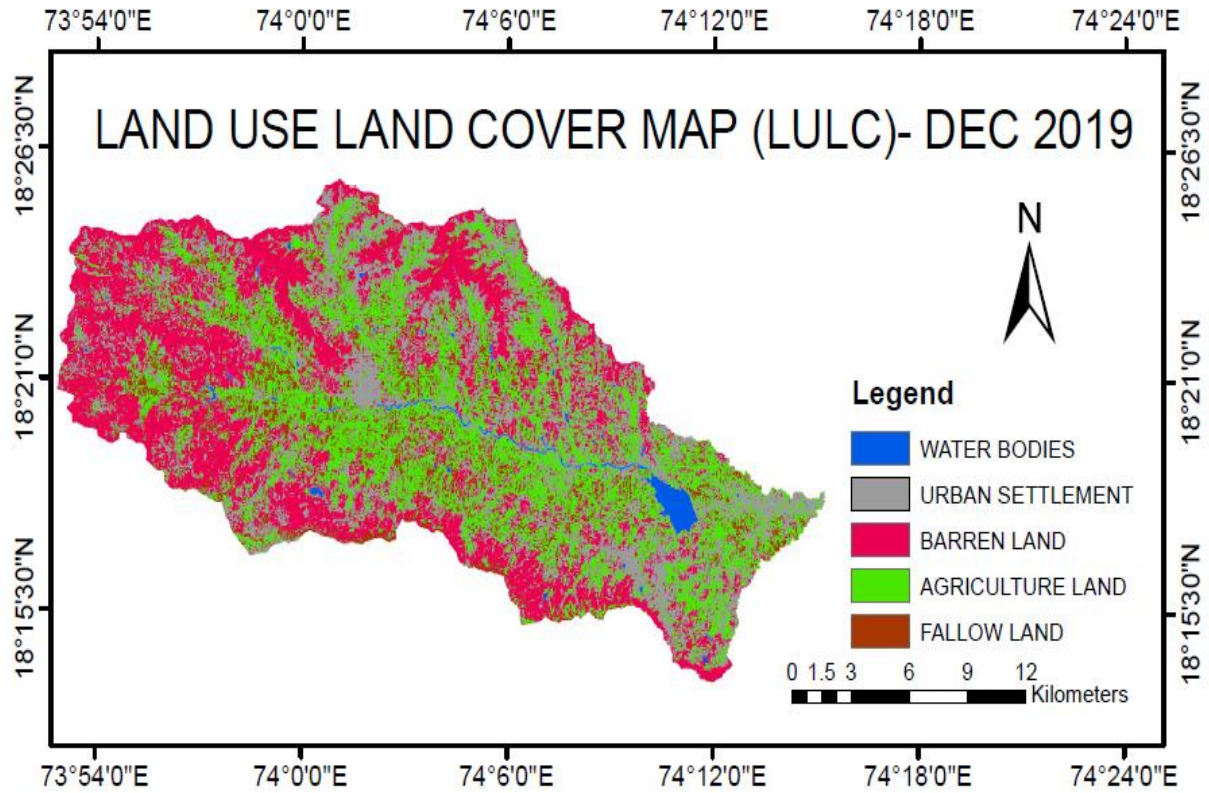 73°54'0"E 74°0'0"E 74°6'0"E 74°12'0"E 74°18'0"E 74°24'0"E
LAND USE LAND COVER MAP (LULC)- DEC 2019
18°26'30"N 18°26'30"N
N
18°21'0"N 18°21'0"N
Legend
WATER BODIES
URBAN SETTLEMENT
BARREN LAND
AGRICULTURE LAND
FALLOW LAND
18°15'30"N 18°15'30"N
0 1.5 3 6 9 12
Kilometers
73°54'0"E 74°0'0"E 74°6'0"E 74°12'0"E 74°18'0"E 74°24'0"E